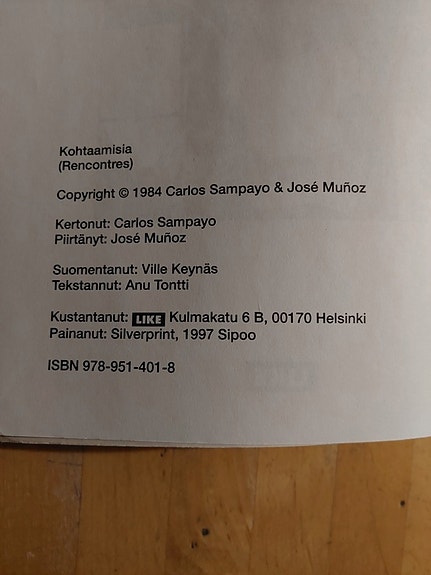 Kohtaamisia
(Rencontres)
Copyright © 1984 Carlos Sampayo & José Muñoz
Kertonut: Carlos Sampayo
Piirtänyt: José Muñoz
Suomentanut: Ville Keynäs
Tekstannut: Anu Tontti
Kustantanut: LIKE Kulmakatu 6 B, 00170 Helsinki
Painanut: Silverprint, 1997 Sipoo
ISBN 978-951-401-8